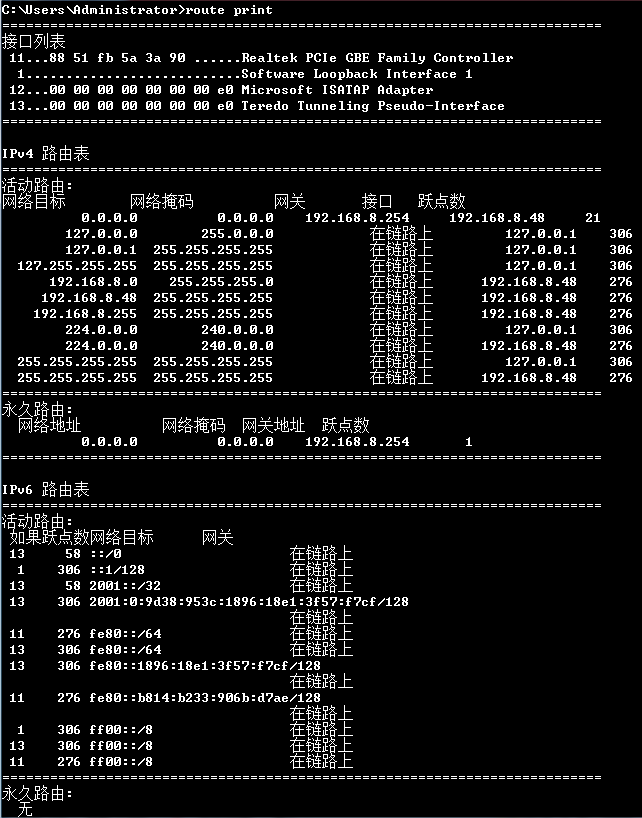 C:\Users\Administrator>route print
===========================================================================
接口列表
 11...88 51 fb 5a 3a 90 ......Realtek PCIe GBE Family Controller
  1...........................Software Loopback Interface 1
 12...00 00 00 00 00 00 00 e0 Microsoft ISATAP Adapter
 13...00 00 00 00 00 00 00 e0 Teredo Tunneling Pseudo-Interface
===========================================================================
IPv4 路由表
===========================================================================
活动路由:
网络目标        网络掩码          网关       接口   跃点数
          0.0.0.0          0.0.0.0    192.168.8.254     192.168.8.48     21
        127.0.0.0        255.0.0.0            在链路上         127.0.0.1    306
        127.0.0.1  255.255.255.255            在链路上         127.0.0.1    306
  127.255.255.255  255.255.255.255            在链路上         127.0.0.1    306
      192.168.8.0    255.255.255.0            在链路上      192.168.8.48    276
     192.168.8.48  255.255.255.255            在链路上      192.168.8.48    276
    192.168.8.255  255.255.255.255            在链路上      192.168.8.48    276
        224.0.0.0        240.0.0.0            在链路上         127.0.0.1    306
        224.0.0.0        240.0.0.0            在链路上      192.168.8.48    276
  255.255.255.255  255.255.255.255            在链路上         127.0.0.1    306
  255.255.255.255  255.255.255.255            在链路上      192.168.8.48    276
===========================================================================
永久路由:
  网络地址          网络掩码  网关地址  跃点数
          0.0.0.0          0.0.0.0    192.168.8.254       1
===========================================================================
IPv6 路由表
===========================================================================
活动路由:
 如果跃点数网络目标      网关
 13     58 ::/0                     在链路上
  1    306 ::1/128                  在链路上
 13     58 2001::/32                在链路上
 13    306 2001:0:9d38:953c:1896:18e1:3f57:f7cf/128
                                    在链路上
 11    276 fe80::/64                在链路上
 13    306 fe80::/64                在链路上
 13    306 fe80::1896:18e1:3f57:f7cf/128
                                    在链路上
 11    276 fe80::b814:b233:906b:d7ae/128
                                    在链路上
  1    306 ff00::/8                 在链路上
 13    306 ff00::/8                 在链路上
 11    276 ff00::/8                 在链路上
===========================================================================
永久路由:
  无